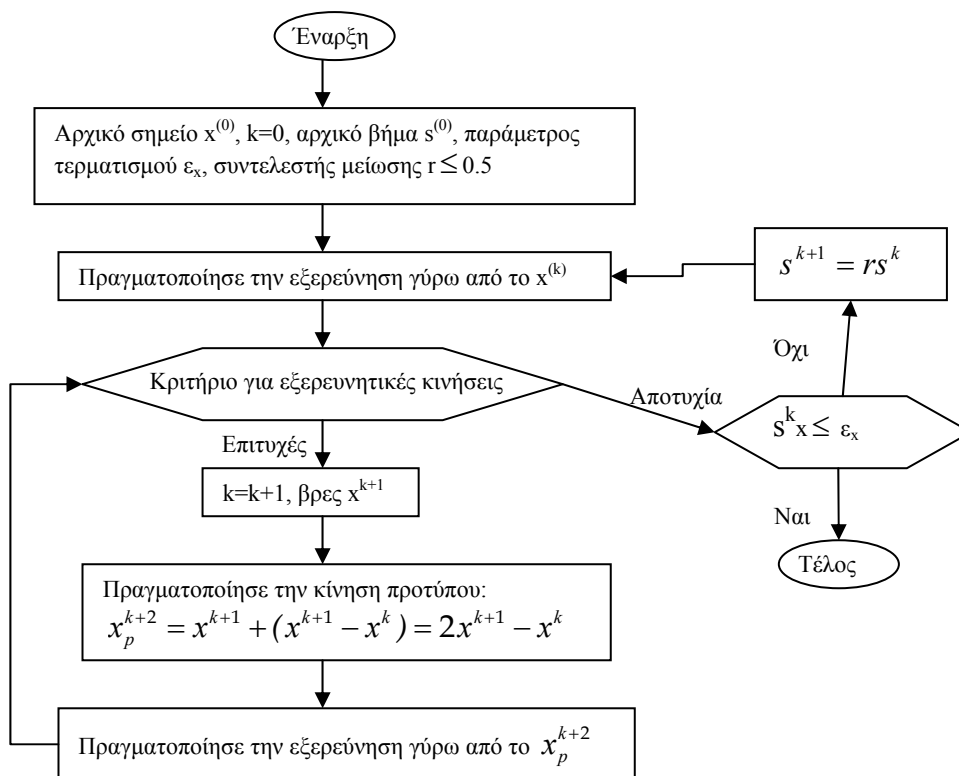 Έναρξη
Αρχικό σημείο x^(0), k=0, αρχικό βήμα s^(0), παράμετρος
τερματισμού ε_x, συντελεστής μείωσης r ≤ 0.5
Πραγματοποίησε την εξερεύνηση γύρω από το x^(k)
s^{k+1} = rs^k
Κριτήριο για εξερευνητικές κινήσεις
Όχι
Αποτυχία
s^k x ≤ ε_x
Επιτυχές
k=k+1, βρες x^{k+1}
Ναι
Τέλος
Πραγματοποίησε την κίνηση προτύπου:
x_p^{k+2} = x^{k+1} + (x^{k+1} − x^k) = 2x^{k+1} − x^k
Πραγματοποίησε την εξερεύνηση γύρω από το x_p^{k+2}